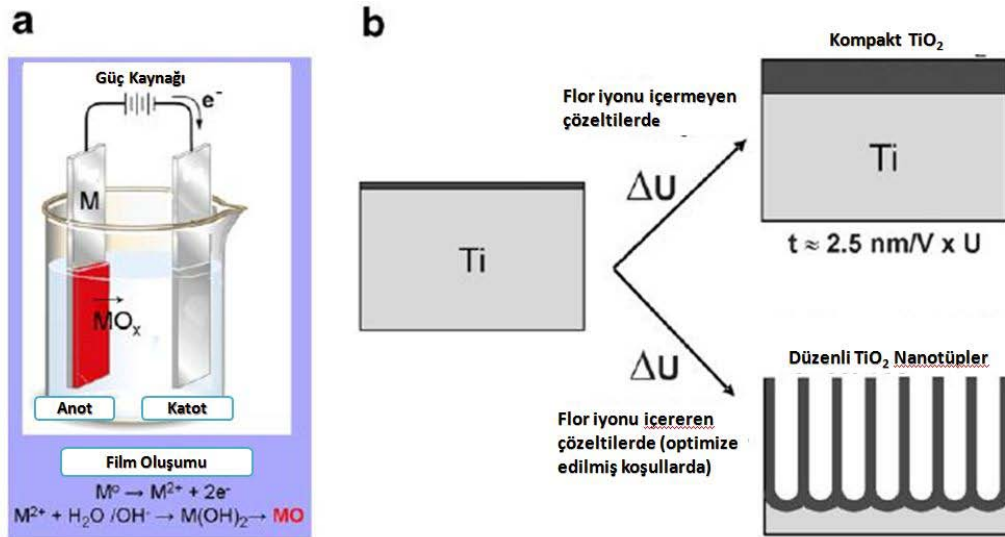 a
Güç Kaynağı
e⁻
M
MOₓ
Anot
Katot
Film Oluşumu
M⁰ → M²⁺ + 2e⁻
M²⁺ + H₂O /OH⁻ → M(OH)₂ → MO
b
Ti
Flor iyonu içermeyen
çözeltilerde
ΔU
Kompakt TiO₂
Ti
t ≈ 2.5 nm/V x U
ΔU
Flor iyonu içereren
çözeltilerde (optimize
edilmiş koşullarda)
Düzenli TiO₂ Nanotüpler